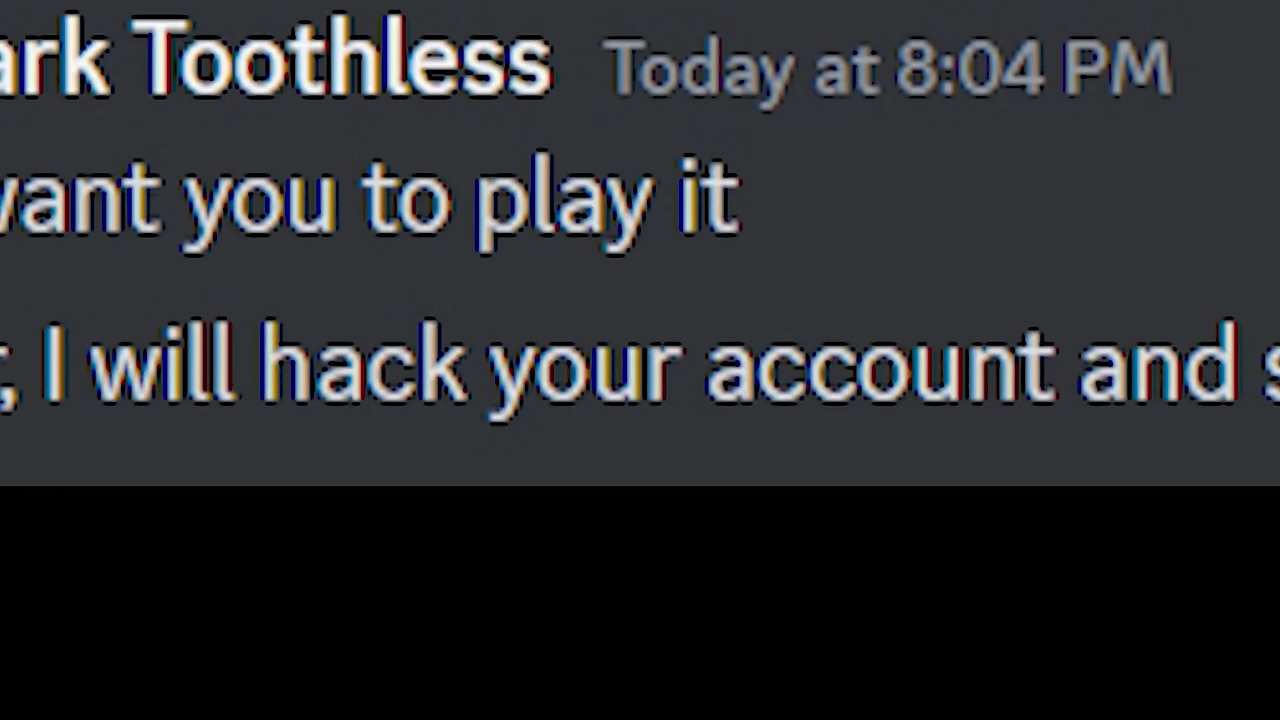 ark Toothless Today at 8:04 PM
want you to play it
, I will hack your account and s